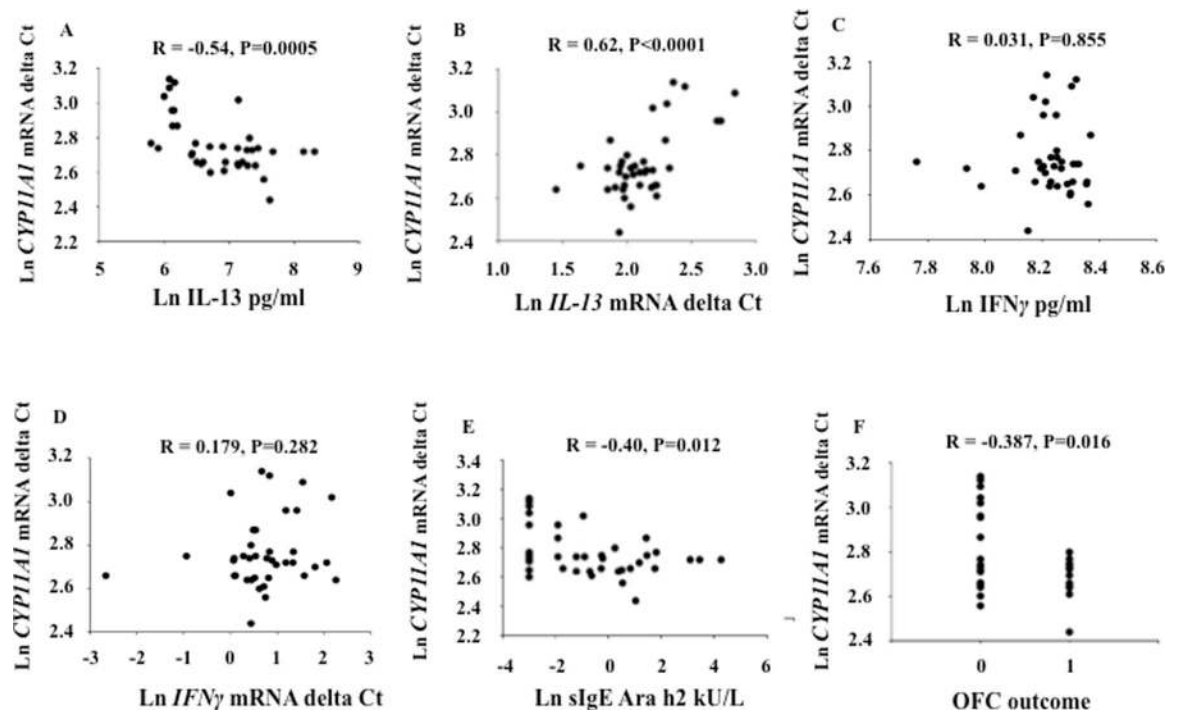 A
R = -0.54, P=0.0005
Ln CYP11A1 mRNA delta Ct
3.2
3.0
2.8
2.6
2.4
2.2
5 6 7 8 9
Ln IL-13 pg/ml
B
R = 0.62, P<0.0001
Ln CYP11A1 mRNA delta Ct
3.2
3.0
2.8
2.6
2.4
1.0 1.5 2.0 2.5 3.0
Ln IL-13 mRNA delta Ct
C
R = 0.031, P=0.855
Ln CYP11A1 mRNA delta Ct
3.2
3.0
2.8
2.6
2.4
7.6 7.8 8.0 8.2 8.4 8.6
Ln IFNγ pg/ml
D
R = 0.179, P=0.282
Ln CYP11A1 mRNA delta Ct
3.2
3.0
2.8
2.6
2.4
-3 -2 -1 0 1 2 3
Ln IFNγ mRNA delta Ct
E
R = -0.40, P=0.012
Ln CYP11A1 mRNA delta Ct
3.4
3.2
3.0
2.8
2.6
2.4
2.2
-4 -2 0 2 4 6
Ln sIgE Ara h2 kU/L
F
R = -0.387, P=0.016
Ln CYP11A1 mRNA delta Ct
3.2
3.0
2.8
2.6
2.4
0 1
OFC outcome